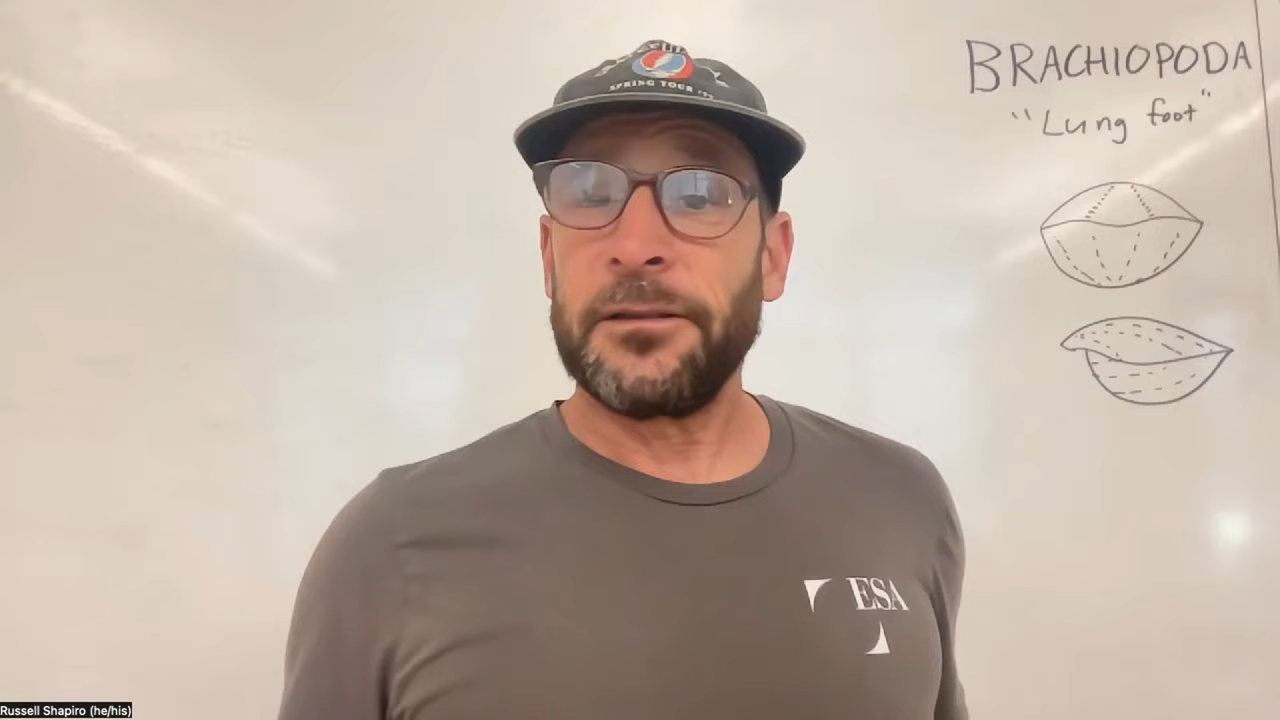 SPRING TOUR
BRACHIOPODA
"Lung foot"
ESA
Russell Shapiro (he/his)